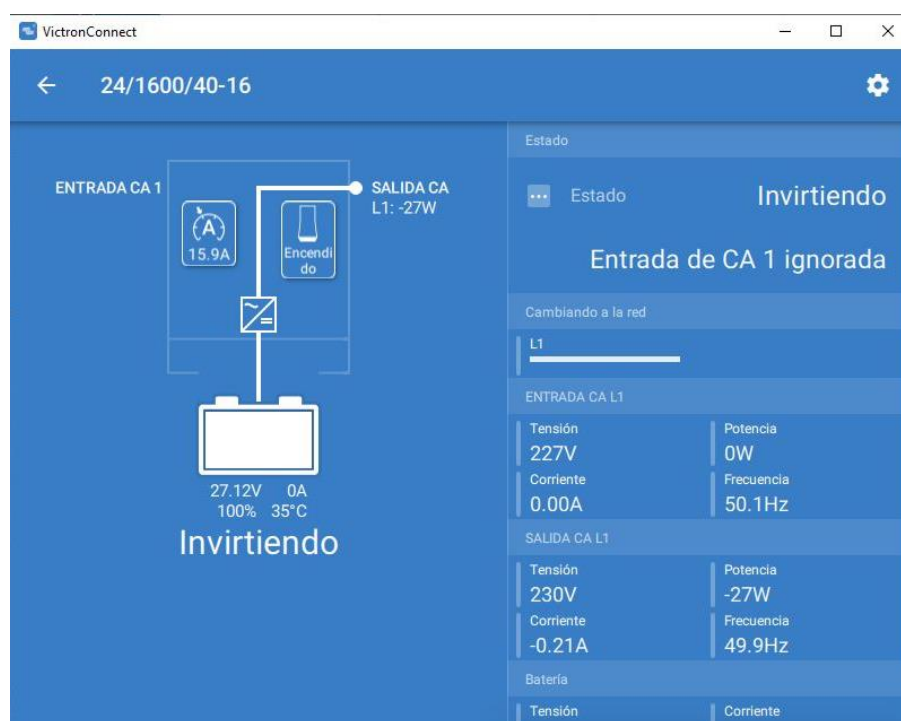 VictronConnect
24/1600/40-16
ENTRADA CA 1
SALIDA CA
L1: -27W
15.9A
Encendi
do
27.12V 0A
100% 35°C
Invirtiendo
Estado
Estado Invirtiendo
Entrada de CA 1 ignorada
Cambiando a la red
L1
ENTRADA CA L1
Tensión Potencia
227V 0W
Corriente Frecuencia
0.00A 50.1Hz
SALIDA CA L1
Tensión Potencia
230V -27W
Corriente Frecuencia
-0.21A 49.9Hz
Batería
Tensión Corriente